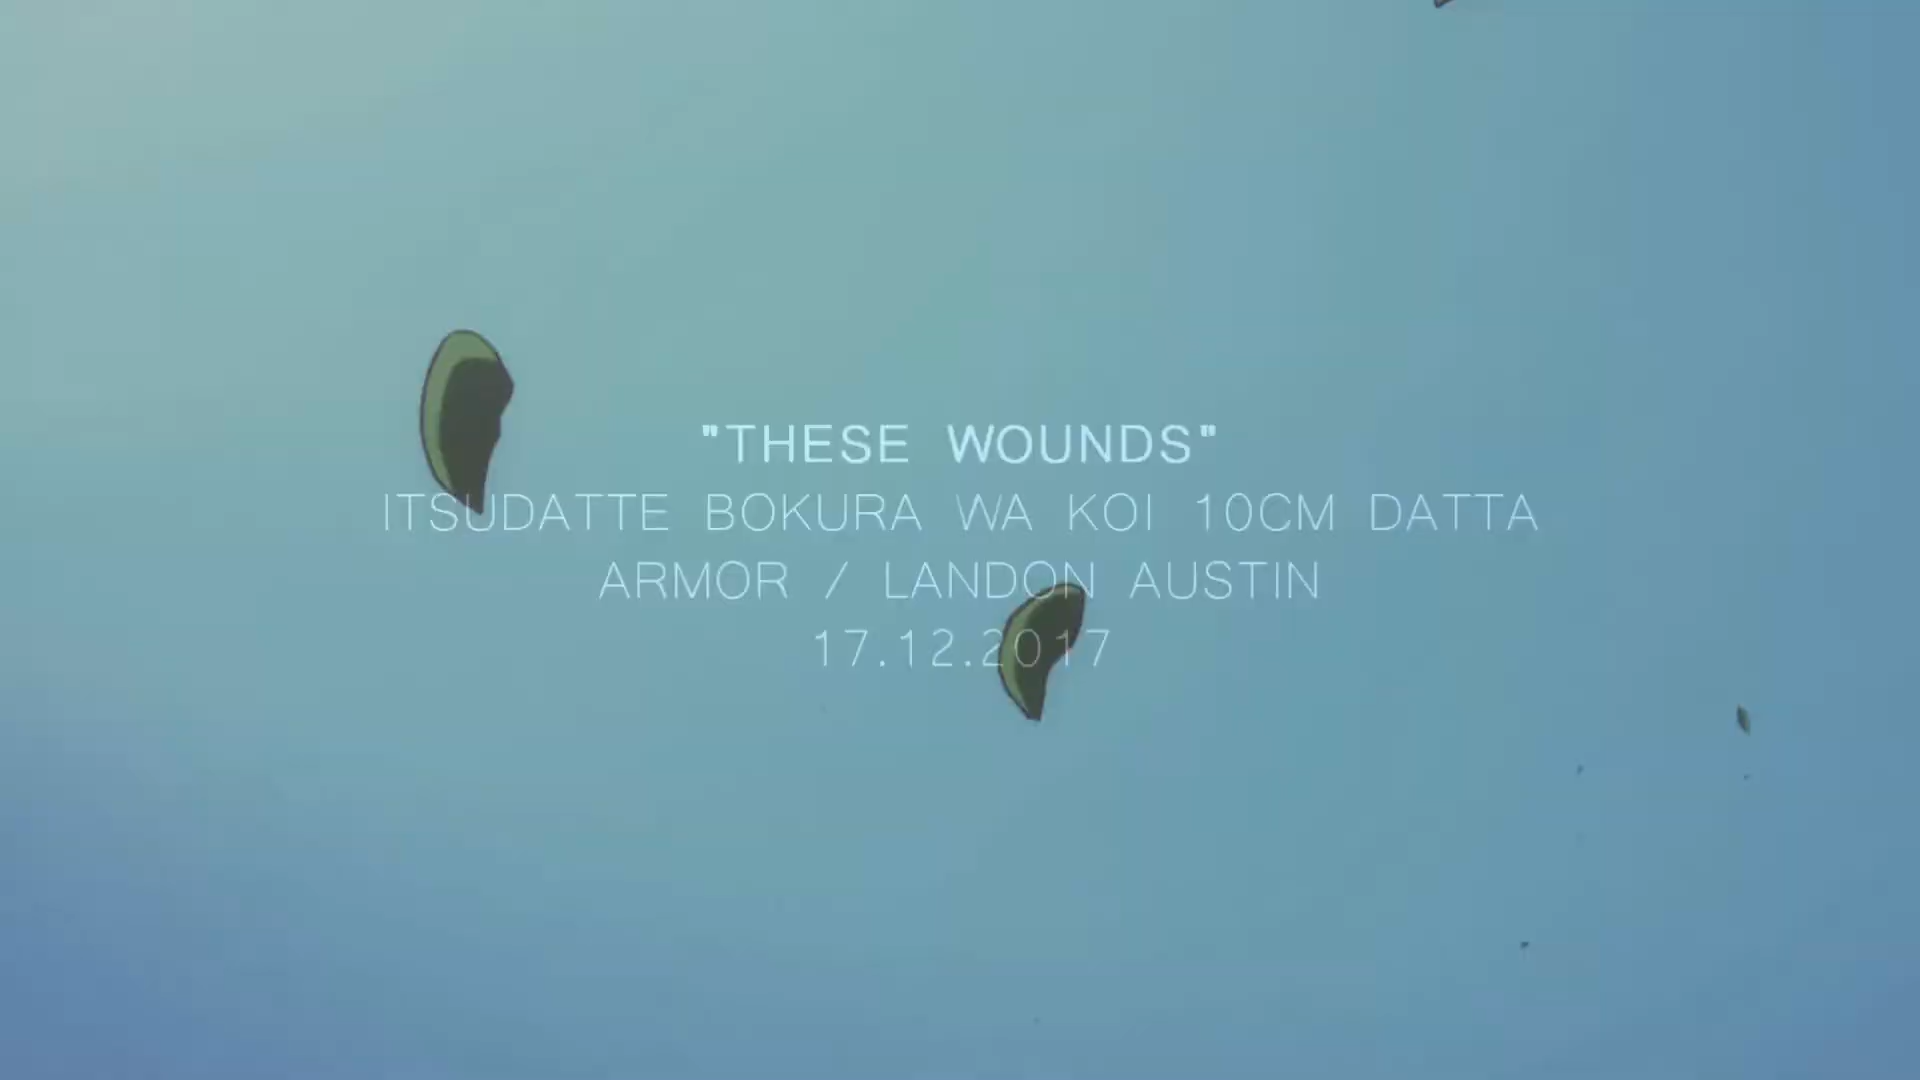 "THESE WOUNDS"
ITSUDATTE BOKURA WA KOI 10CM DATTA
ARMOR / LANDON AUSTIN
17.12.2017